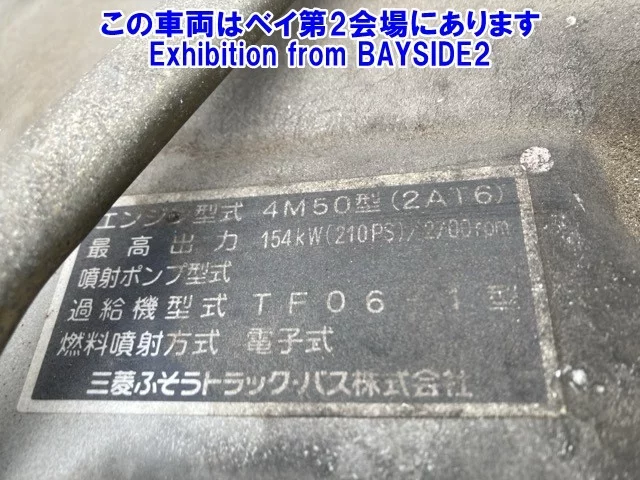 この車両はベイ第2会場にあります
Exhibition from BAYSIDE2
エンジン型式 4M50型(2AT6)
最高出力 154kW(210PS)/2700rpm
噴射ポンプ型式
過給機型式 TF06 1型
燃料噴射方式 電子式
三菱ふそうトラック・バス株式会社